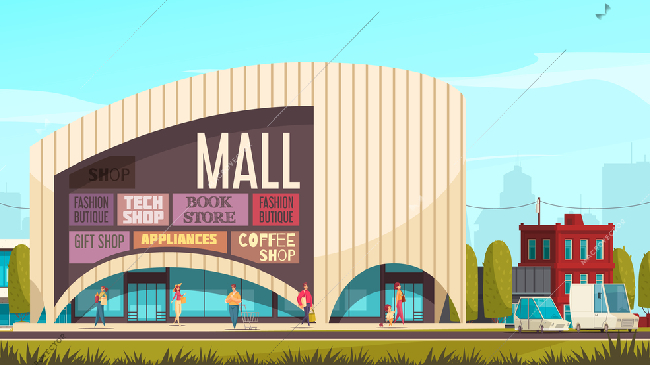 MALL
SHOP
FASHION
BUTIQUE
TECH
SHOP
BOOK
STORE
FASHION
BUTIQUE
GIFT SHOP
APPLIANCES
COFFEE
SHOP